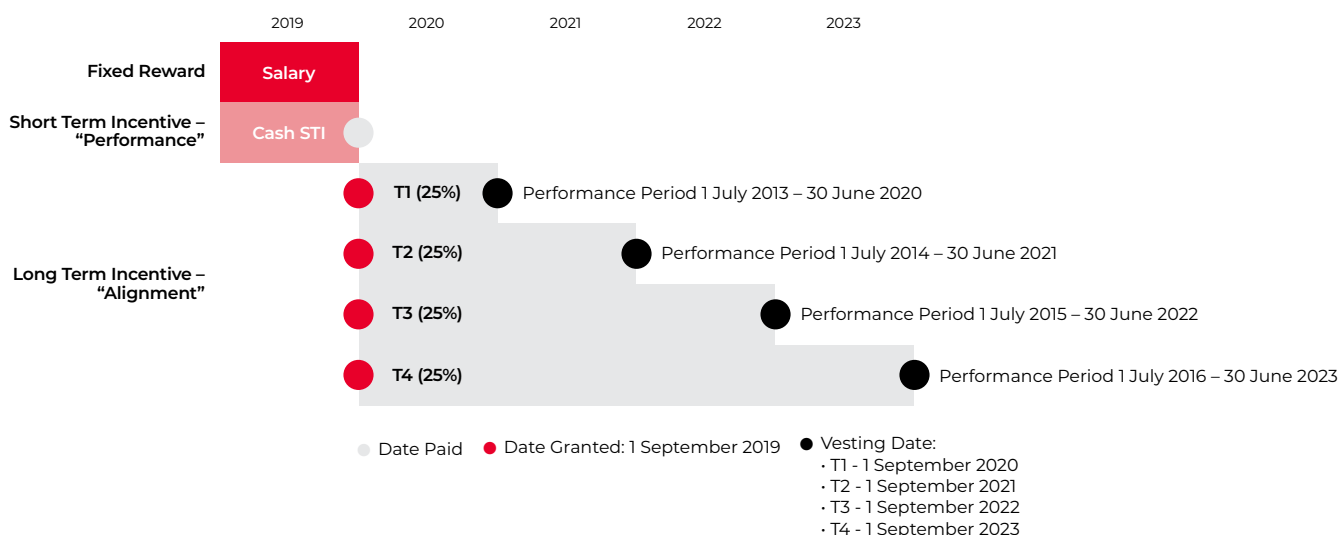 2019 2020 2021 2022 2023
Fixed Reward
Salary
Short Term Incentive –
“Performance”
Cash STI
T1 (25%)
Performance Period 1 July 2013 – 30 June 2020
T2 (25%)
Performance Period 1 July 2014 – 30 June 2021
Long Term Incentive –
“Alignment”
T3 (25%)
Performance Period 1 July 2015 – 30 June 2022
T4 (25%)
Performance Period 1 July 2016 – 30 June 2023
Date Paid
Date Granted: 1 September 2019
Vesting Date:
• T1 - 1 September 2020
• T2 - 1 September 2021
• T3 - 1 September 2022
• T4 - 1 September 2023